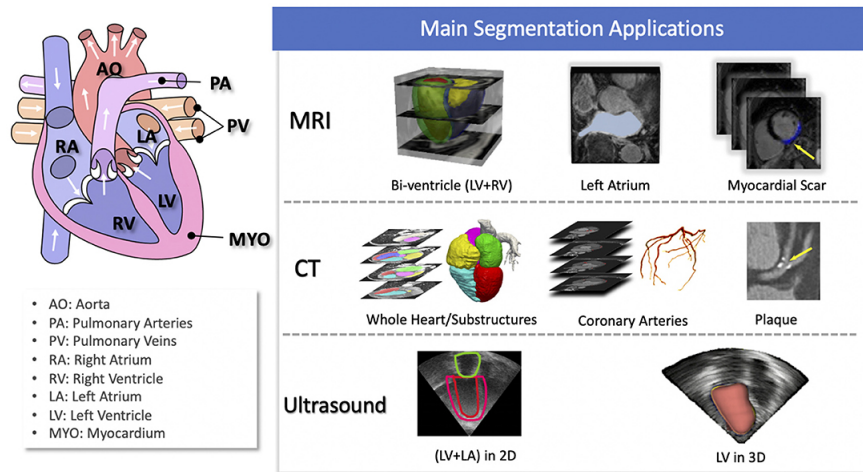 AO
PA
PV
LA
RA
LV
RV
MYO
• AO: Aorta
• PA: Pulmonary Arteries
• PV: Pulmonary Veins
• RA: Right Atrium
• RV: Right Ventricle
• LA: Left Atrium
• LV: Left Ventricle
• MYO: Myocardium
Main Segmentation Applications
MRI
Bi-ventricle (LV+RV)
Left Atrium
Myocardial Scar
CT
Whole Heart/Substructures
Coronary Arteries
Plaque
Ultrasound
(LV+LA) in 2D
LV in 3D